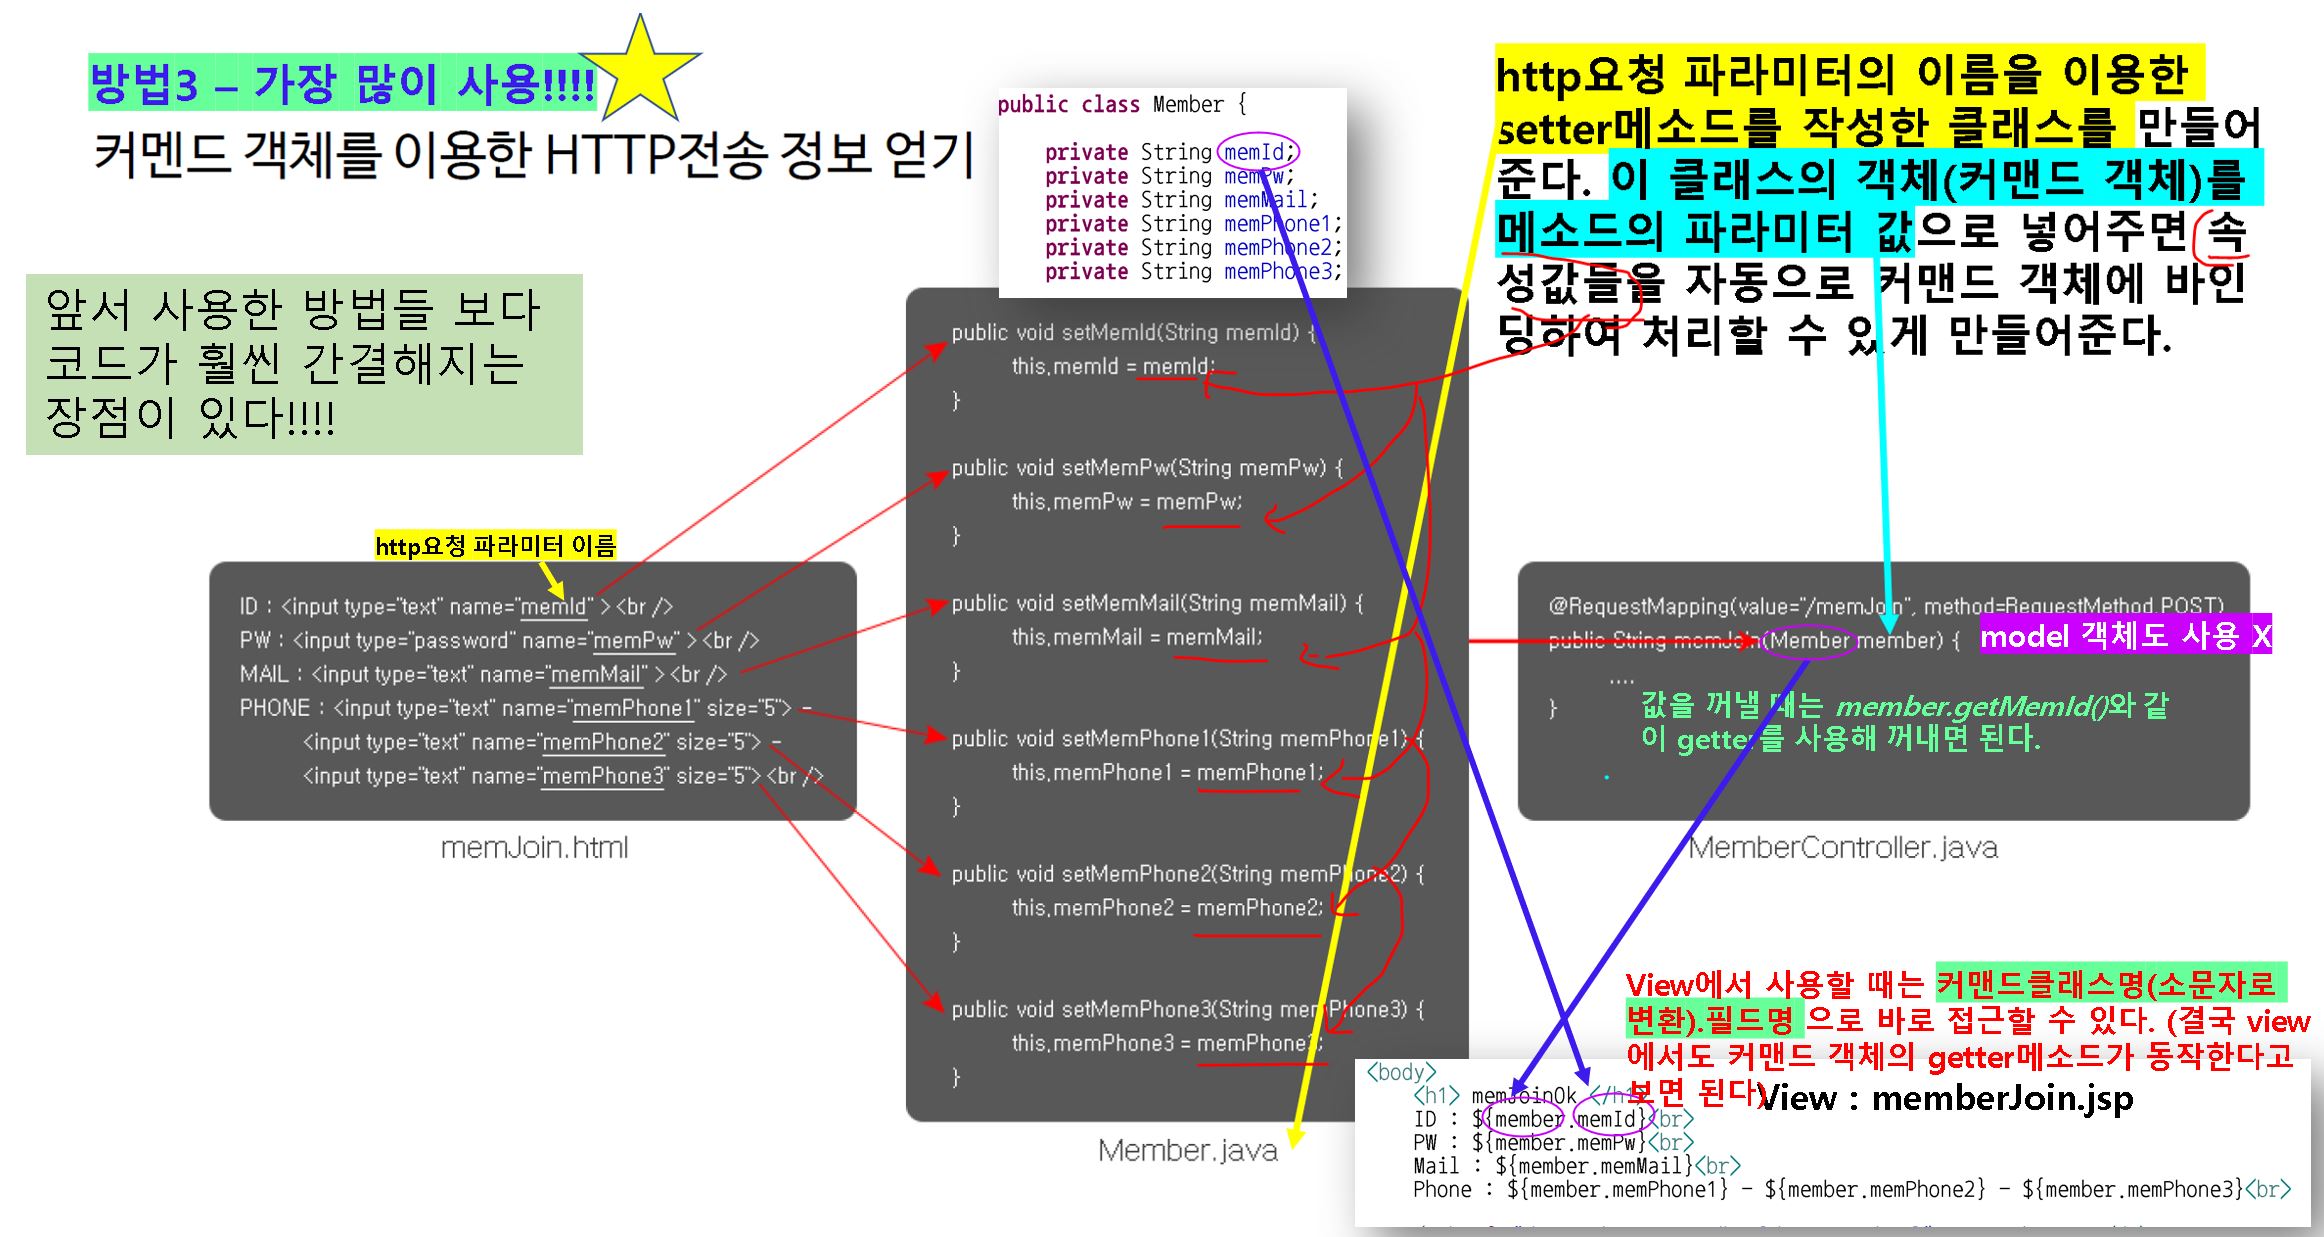 방법3 – 가장 많이 사용!!!!
커멘드 객체를 이용한 HTTP전송 정보 얻기
앞서 사용한 방법들 보다
코드가 훨씬 간결해지는
장점이 있다!!!!
http요청 파라미터의 이름을 이용한
setter메소드를 작성한 클래스를 만들어
준다. 이 클래스의 객체(커맨드 객체)를
메소드의 파라미터 값으로 넣어주면 속
성값들을 자동으로 커맨드 객체에 바인
딩하여 처리할 수 있게 만들어준다.
public class Member {
private String memId;
private String memPw;
private String memMail;
private String memPhone1;
private String memPhone2;
private String memPhone3;
public void setMemId(String memId) {
this.memId = memId;
}
public void setMemPw(String memPw) {
this.memPw = memPw;
}
public void setMemMail(String memMail) {
this.memMail = memMail;
}
public void setMemPhone1(String memPhone1) {
this.memPhone1 = memPhone1;
}
public void setMemPhone2(String memPhone2) {
this.memPhone2 = memPhone2;
}
public void setMemPhone3(String memPhone3) {
this.memPhone3 = memPhone3;
}
Member.java
http요청 파라미터 이름
ID : <input type="text" name="memId" ><br />
PW : <input type="password" name="memPw" ><br />
MAIL : <input type="text" name="memMail" ><br />
PHONE : <input type="text" name="memPhone1" size="5"> -
<input type="text" name="memPhone2" size="5"> -
<input type="text" name="memPhone3" size="5"><br />
memJoin.html
@RequestMapping(value="/memJoin", method=RequestMethod.POST)
public String memJoin(Member member) {
model 객체도 사용 X
....
}
값을 꺼낼 때는 member.getMemId()와 같
이 getter를 사용해 꺼내면 된다.
MemberController.java
View에서 사용할 때는 커맨드클래스명(소문자로
변환).필드명 으로 바로 접근할 수 있다. (결국 view
에서도 커맨드 객체의 getter메소드가 동작한다고
보면 된다)
View : memberJoin.jsp
<body>
<h1> memJoinOk </h1>
ID : ${member.memId}<br>
PW : ${member.memPw}<br>
Mail : ${member.memMail}<br>
Phone : ${member.memPhone1} - ${member.memPhone2} - ${member.memPhone3}<br>